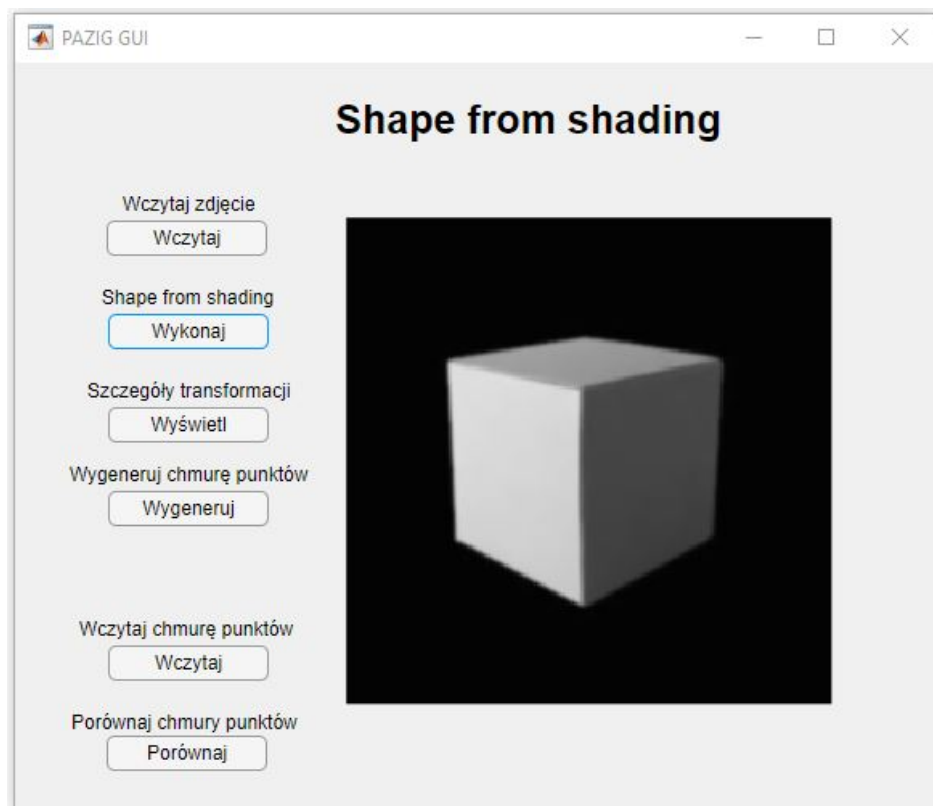 PAZIG GUI
Shape from shading
Wczytaj zdjęcie
Wczytaj
Shape from shading
Wykonaj
Szczegóły transformacji
Wyświetl
Wygeneruj chmurę punktów
Wygeneruj
Wczytaj chmurę punktów
Wczytaj
Porównaj chmury punktów
Porównaj